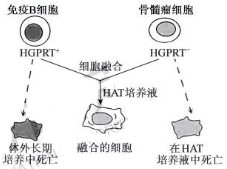 免疫B细胞 骨髓瘤细胞
HGPRT⁺ HGPRT⁻
细胞融合
HAT培养液
体外长期 融合的细胞 在HAT
培养中死亡 培养液中死亡